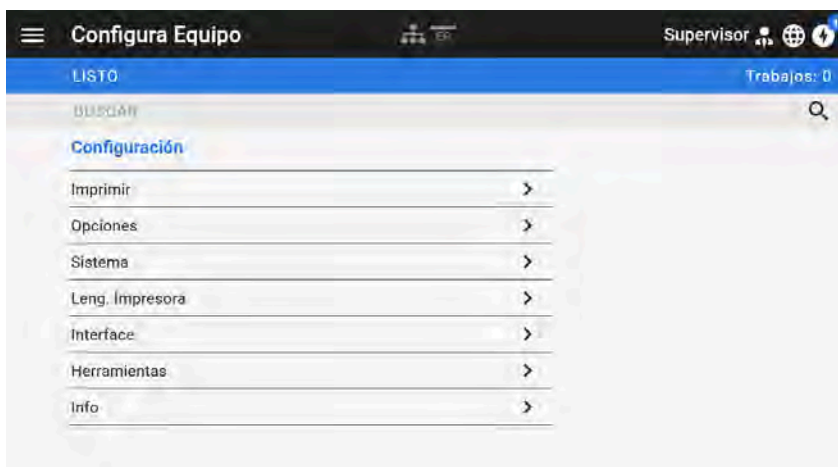 Configura Equipo
Supervisor
LISTO
Trabajos: 0
BUSCAR
Configuración
Imprimir
Opciones
Sistema
Leng. Impresora
Interface
Herramientas
Info